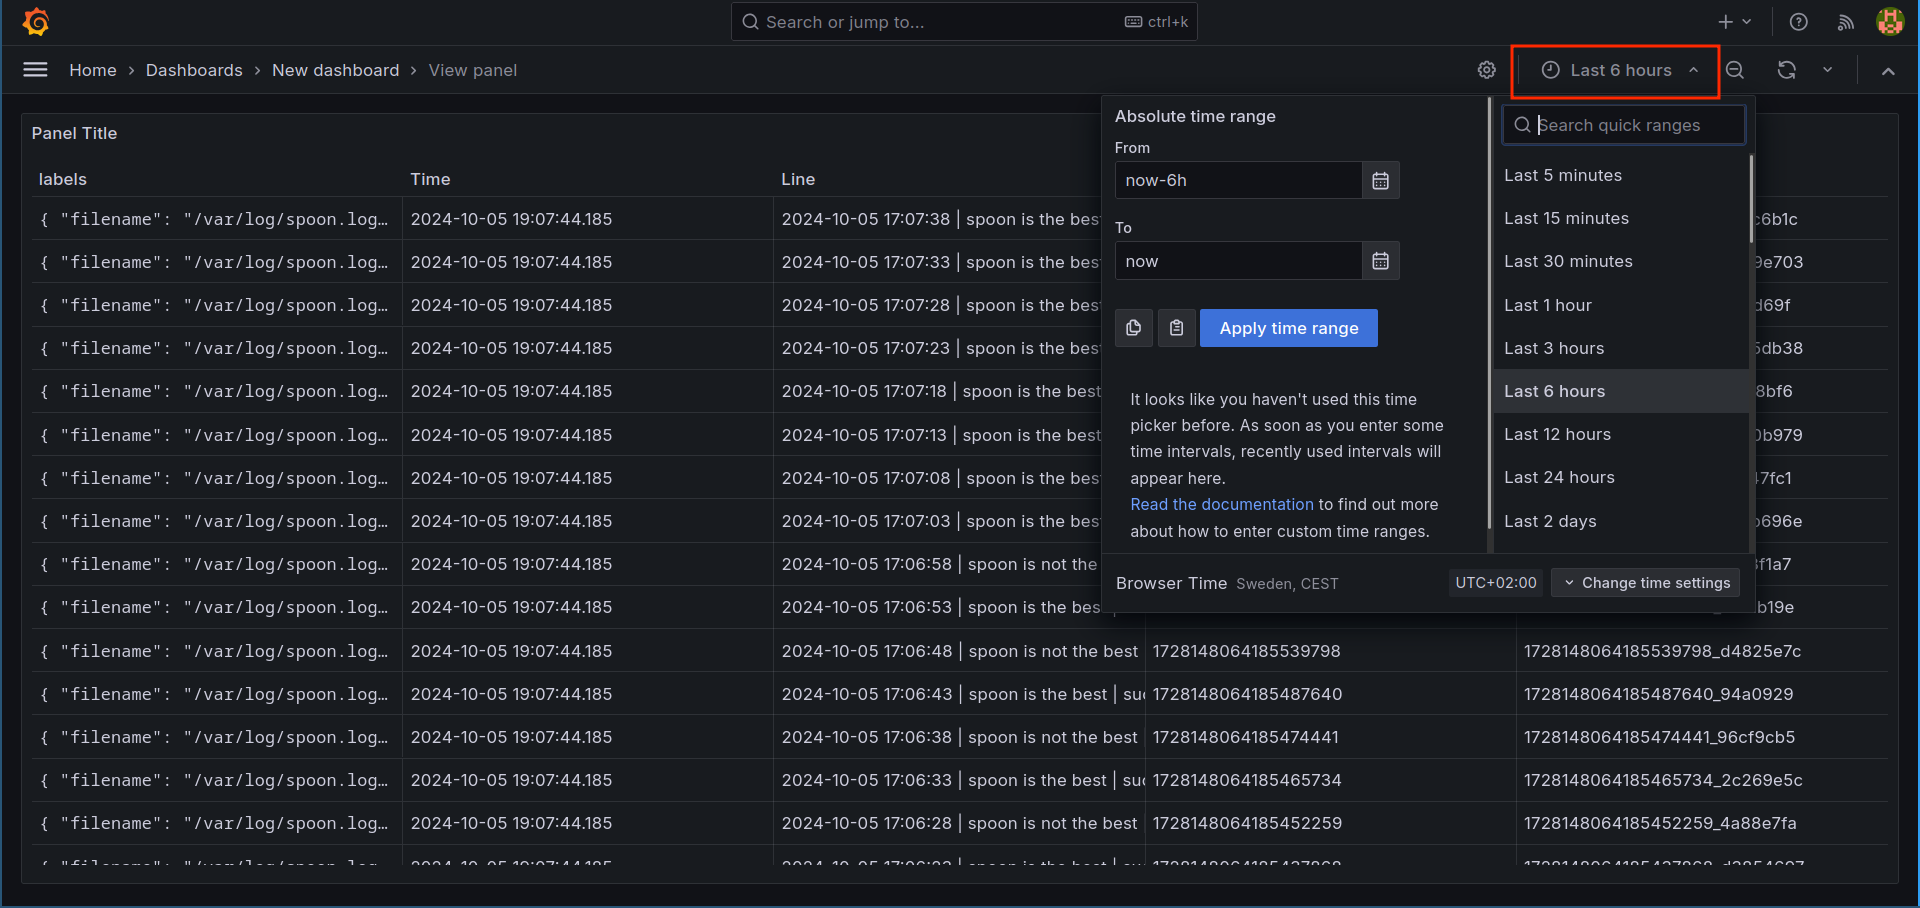 Search or jump to...
ctrl+k
Home › Dashboards › New dashboard › View panel
Last 6 hours
Panel Title
labels Time Line
{ "filename": "/var/log/spoon.log… 2024-10-05 19:07:44.185 2024-10-05 17:07:38 | spoon is the best c6b1c
{ "filename": "/var/log/spoon.log… 2024-10-05 19:07:44.185 2024-10-05 17:07:33 | spoon is the best 9e703
{ "filename": "/var/log/spoon.log… 2024-10-05 19:07:44.185 2024-10-05 17:07:28 | spoon is the best d69f
{ "filename": "/var/log/spoon.log… 2024-10-05 19:07:44.185 2024-10-05 17:07:23 | spoon is the best 5db38
{ "filename": "/var/log/spoon.log… 2024-10-05 19:07:44.185 2024-10-05 17:07:18 | spoon is the best 8bf6
{ "filename": "/var/log/spoon.log… 2024-10-05 19:07:44.185 2024-10-05 17:07:13 | spoon is the best 0b979
{ "filename": "/var/log/spoon.log… 2024-10-05 19:07:44.185 2024-10-05 17:07:08 | spoon is the best 47fc1
{ "filename": "/var/log/spoon.log… 2024-10-05 19:07:44.185 2024-10-05 17:07:03 | spoon is the best b696e
{ "filename": "/var/log/spoon.log… 2024-10-05 19:07:44.185 2024-10-05 17:06:58 | spoon is not the 3f1a7
{ "filename": "/var/log/spoon.log… 2024-10-05 19:07:44.185 2024-10-05 17:06:53 | spoon is the best b19e
{ "filename": "/var/log/spoon.log… 2024-10-05 19:07:44.185 2024-10-05 17:06:48 | spoon is not the best 1728148064185539798 1728148064185539798_d4825e7c
{ "filename": "/var/log/spoon.log… 2024-10-05 19:07:44.185 2024-10-05 17:06:43 | spoon is the best | suc 1728148064185487640 1728148064185487640_94a0929
{ "filename": "/var/log/spoon.log… 2024-10-05 19:07:44.185 2024-10-05 17:06:38 | spoon is not the best 1728148064185474441 1728148064185474441_96cf9cb5
{ "filename": "/var/log/spoon.log… 2024-10-05 19:07:44.185 2024-10-05 17:06:33 | spoon is the best | suc 1728148064185465734 1728148064185465734_2c269e5c
{ "filename": "/var/log/spoon.log… 2024-10-05 19:07:44.185 2024-10-05 17:06:28 | spoon is not the best 1728148064185452259 1728148064185452259_4a88e7fa
Absolute time range
From
now-6h
To
now
Apply time range
It looks like you haven't used this time
picker before. As soon as you enter some
time intervals, recently used intervals will
appear here.
Read the documentation to find out more
about how to enter custom time ranges.
Search quick ranges
Last 5 minutes
Last 15 minutes
Last 30 minutes
Last 1 hour
Last 3 hours
Last 6 hours
Last 12 hours
Last 24 hours
Last 2 days
Browser Time Sweden, CEST UTC+02:00 Change time settings